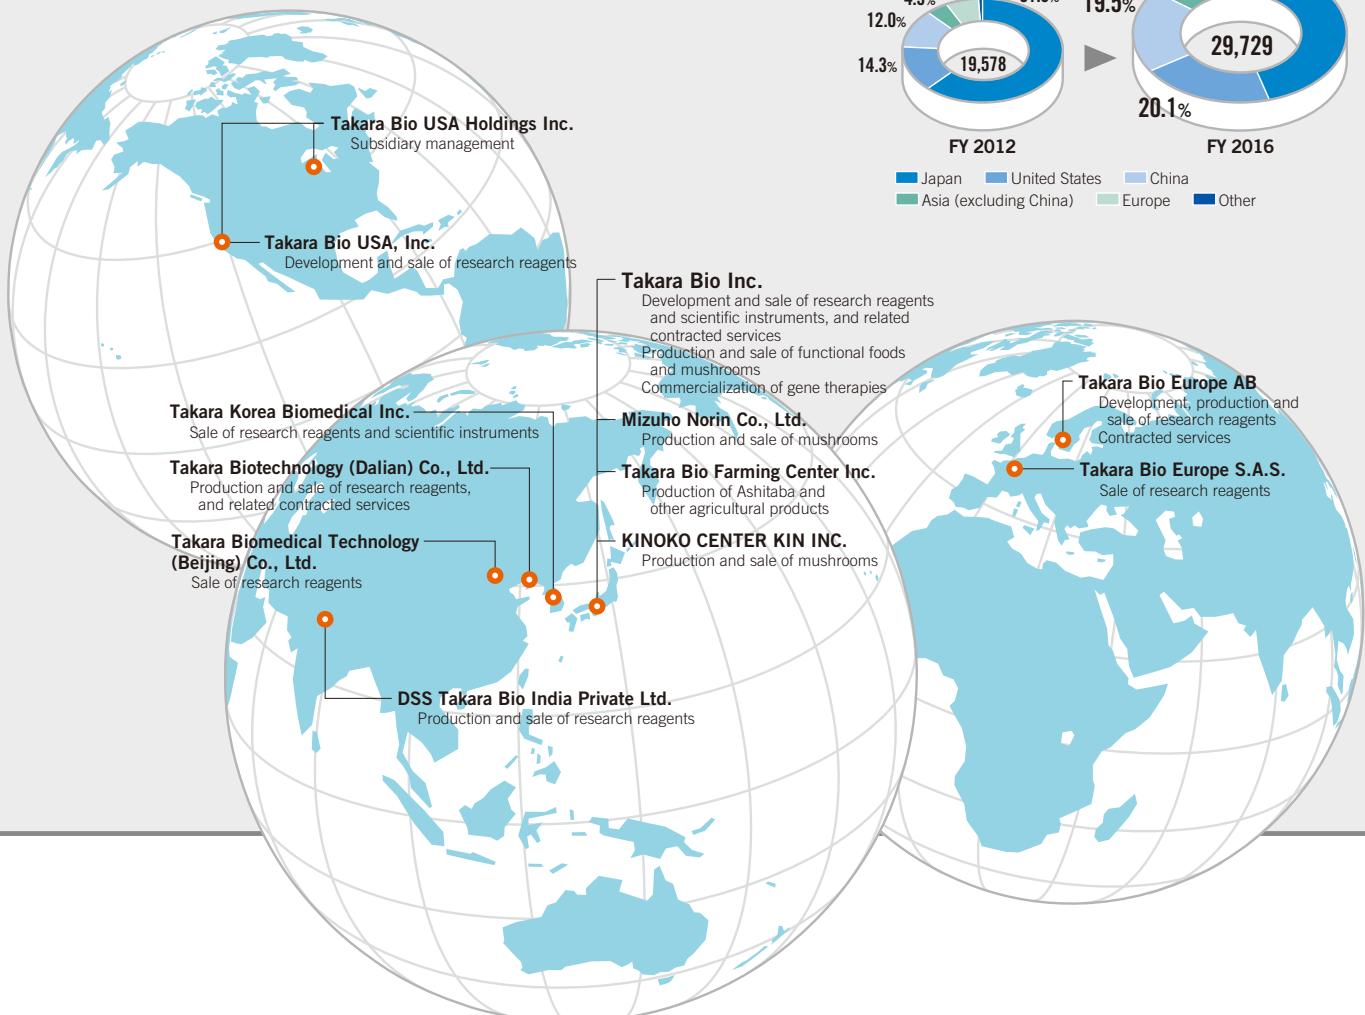 12.0%
14.3%
19,578
FY 2012
19.5%
29,729
20.1%
FY 2016
Japan
United States
China
Asia (excluding China)
Europe
Other
Takara Bio USA Holdings Inc.
Subsidiary management
Takara Bio USA, Inc.
Development and sale of research reagents
Takara Bio Inc.
Development and sale of research reagents
and scientific instruments, and related
contracted services
Production and sale of functional foods
and mushrooms
Commercialization of gene therapies
Mizuho Norin Co., Ltd.
Production and sale of mushrooms
Takara Bio Farming Center Inc.
Production of Ashitaba and
other agricultural products
KINOKO CENTER KIN INC.
Production and sale of mushrooms
Takara Korea Biomedical Inc.
Sale of research reagents and scientific instruments
Takara Biotechnology (Dalian) Co., Ltd.
Production and sale of research reagents,
and related contracted services
Takara Biomedical Technology
(Beijing) Co., Ltd.
Sale of research reagents
DSS Takara Bio India Private Ltd.
Production and sale of research reagents
Takara Bio Europe AB
Development, production and
sale of research reagents
Contracted services
Takara Bio Europe S.A.S.
Sale of research reagents